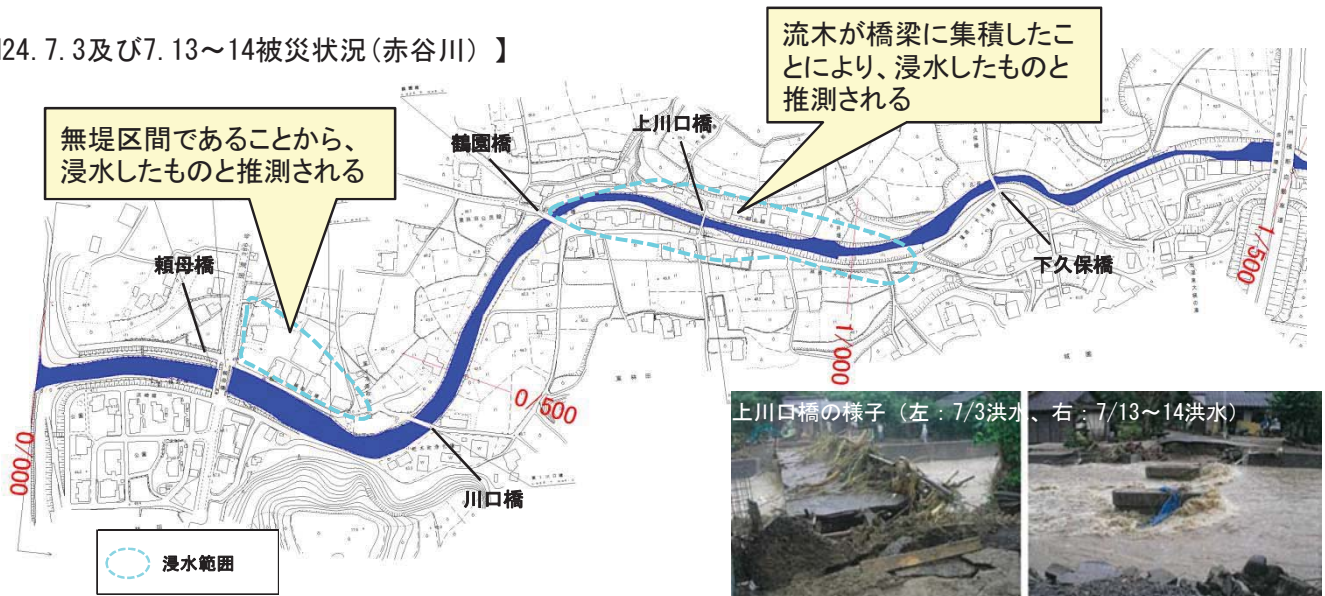 24.7.3及び7.13～14被災状況（赤谷川）】
流木が橋梁に集積したこ
とにより、浸水したものと
推測される
無堤区間であることから、
浸水したものと推測される
鶴園橋
上川口橋
頼母橋
下久保橋
川口橋
0/000
0/500
1/000
1/500
上川口橋の様子（左：7/3洪水、右：7/13～14洪水）
浸水範囲